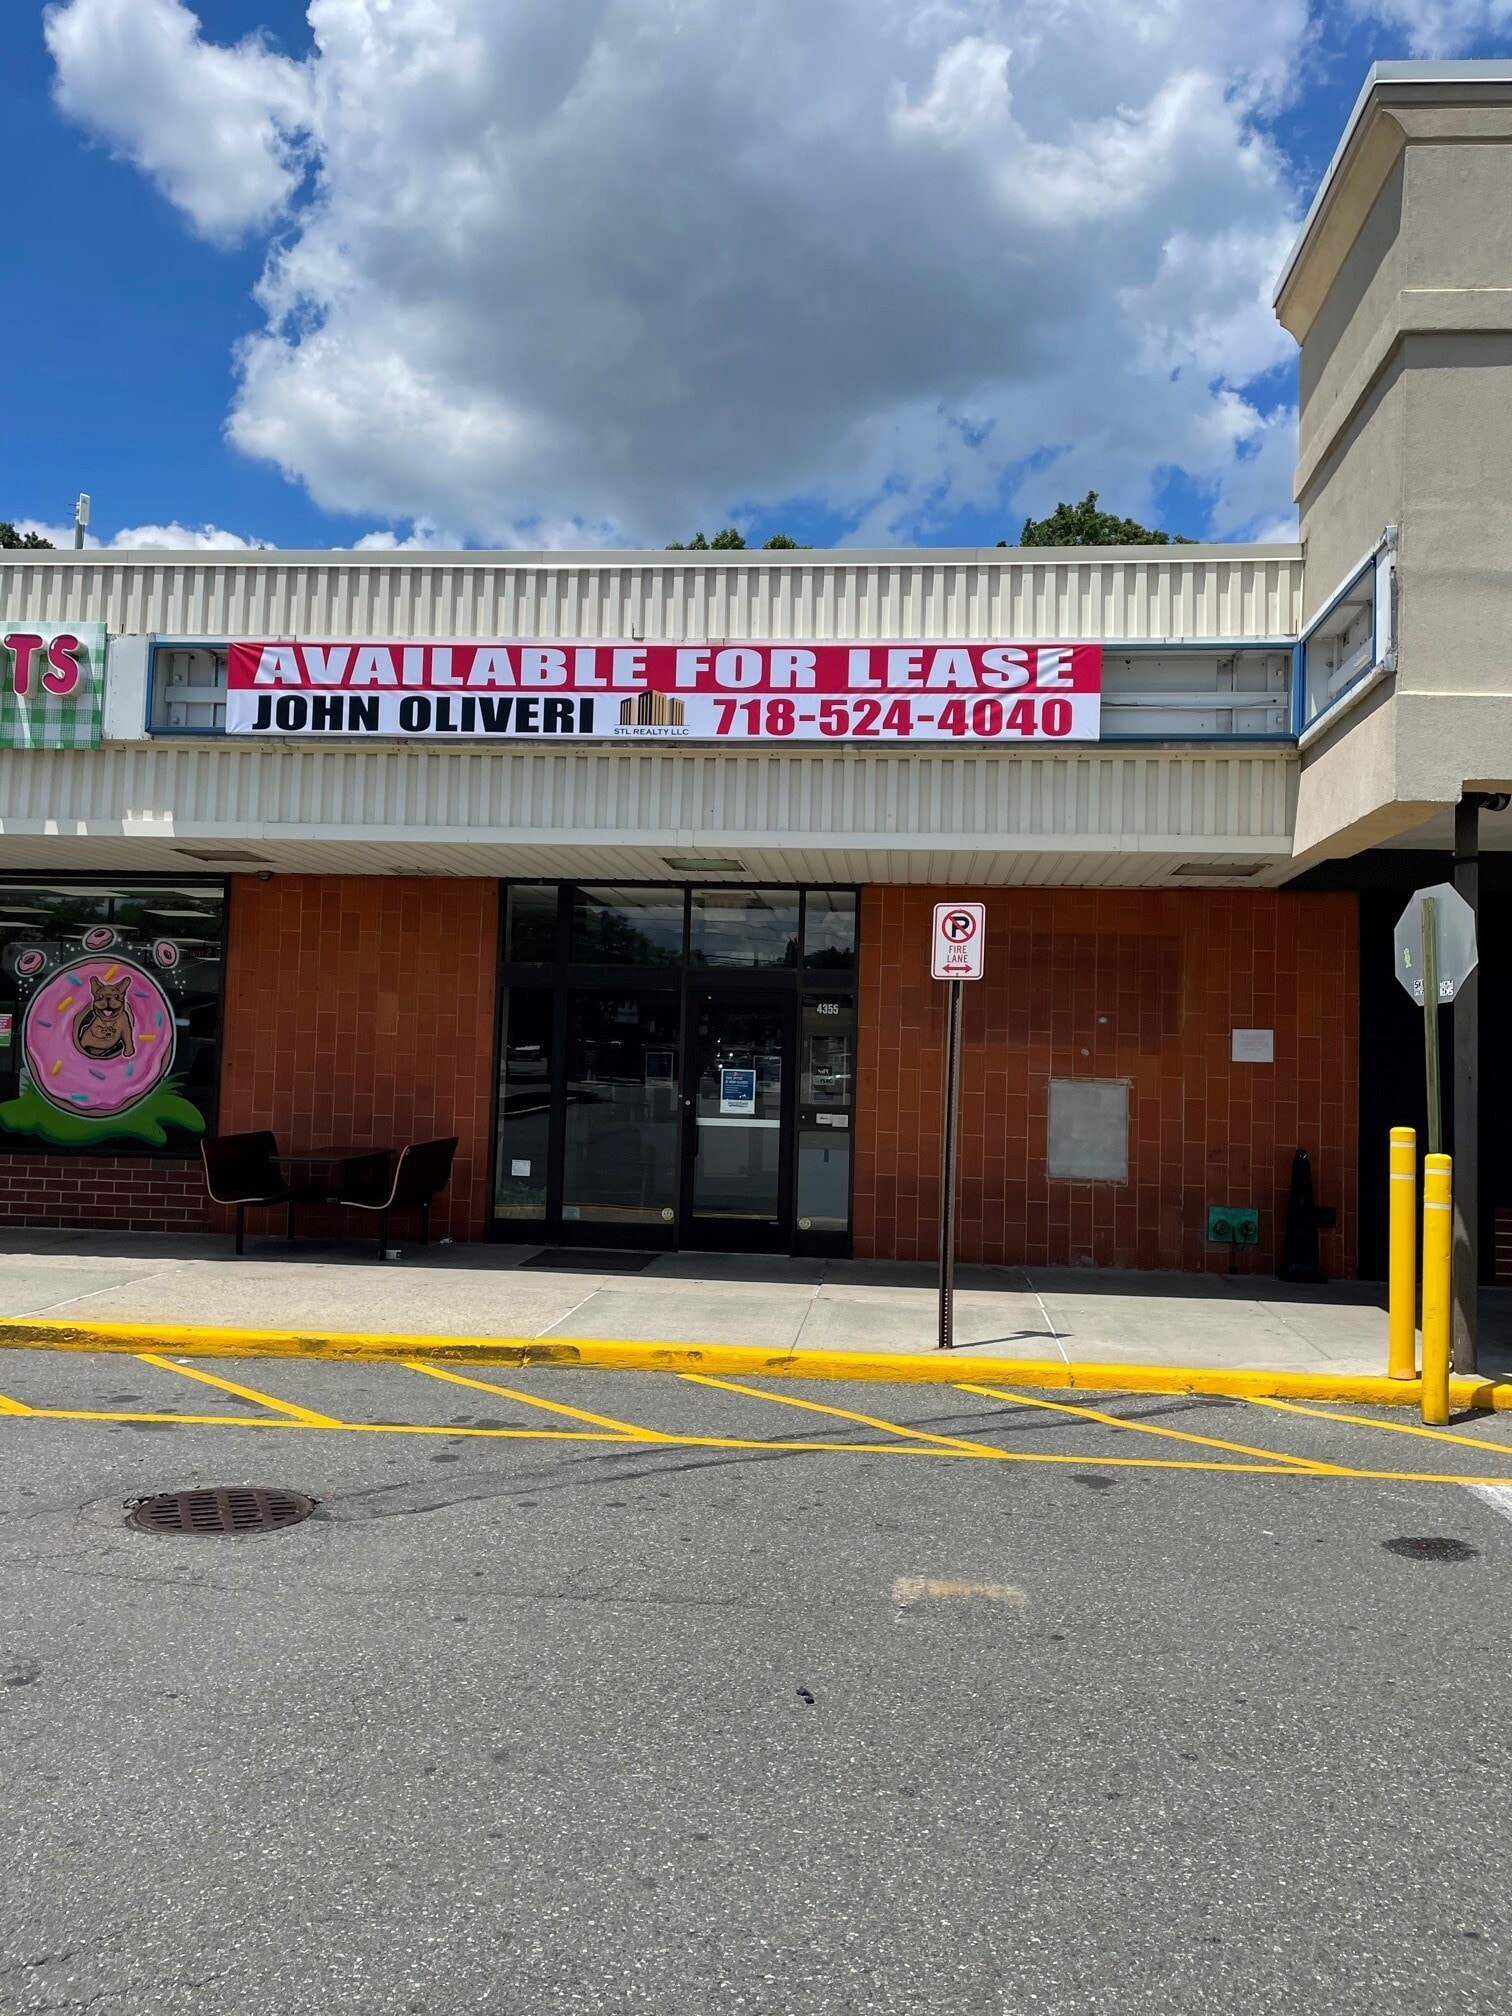 TS
AVAILABLE FOR LEASE
JOHN OLIVERI
STL REALTY LLC
718-524-4040
P
FIRE
LANE
4355